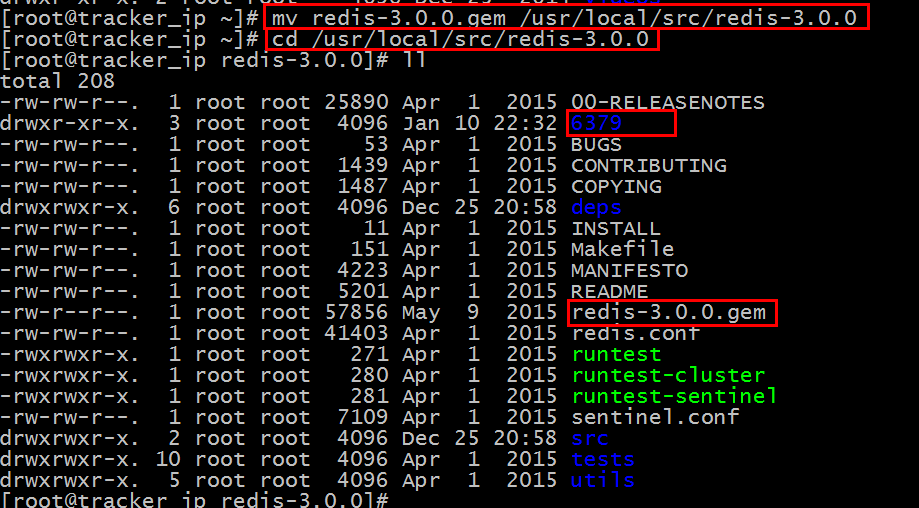 [root@tracker_ip ~]# mv redis-3.0.0.gem /usr/local/src/redis-3.0.0
[root@tracker_ip ~]# cd /usr/local/src/redis-3.0.0
[root@tracker_ip redis-3.0.0]# ll
total 208
-rw-rw-r--. 1 root root 25890 Apr 1 2015 00-RELEASENOTES
drwxr-xr-x. 3 root root 4096 Jan 10 22:32 6379
-rw-rw-r--. 1 root root 53 Apr 1 2015 BUGS
-rw-rw-r--. 1 root root 1439 Apr 1 2015 CONTRIBUTING
-rw-rw-r--. 1 root root 1487 Apr 1 2015 COPYING
drwxrwxr-x. 6 root root 4096 Dec 25 20:58 deps
-rw-rw-r--. 1 root root 11 Apr 1 2015 INSTALL
-rw-rw-r--. 1 root root 151 Apr 1 2015 Makefile
-rw-rw-r--. 1 root root 4223 Apr 1 2015 MANIFESTO
-rw-rw-r--. 1 root root 5201 Apr 1 2015 README
-rw-r--r--. 1 root root 57856 May 9 2015 redis-3.0.0.gem
-rw-rw-r--. 1 root root 41403 Apr 1 2015 redis.conf
-rwxrwxr-x. 1 root root 271 Apr 1 2015 runtest
-rwxrwxr-x. 1 root root 280 Apr 1 2015 runtest-cluster
-rwxrwxr-x. 1 root root 281 Apr 1 2015 runtest-sentinel
-rw-rw-r--. 1 root root 7109 Apr 1 2015 sentinel.conf
drwxrwxr-x. 2 root root 4096 Dec 25 20:58 src
drwxrwxr-x. 10 root root 4096 Apr 1 2015 tests
drwxrwxr-x. 5 root root 4096 Apr 1 2015 utils
[root@tracker_ip redis-3.0.0]#